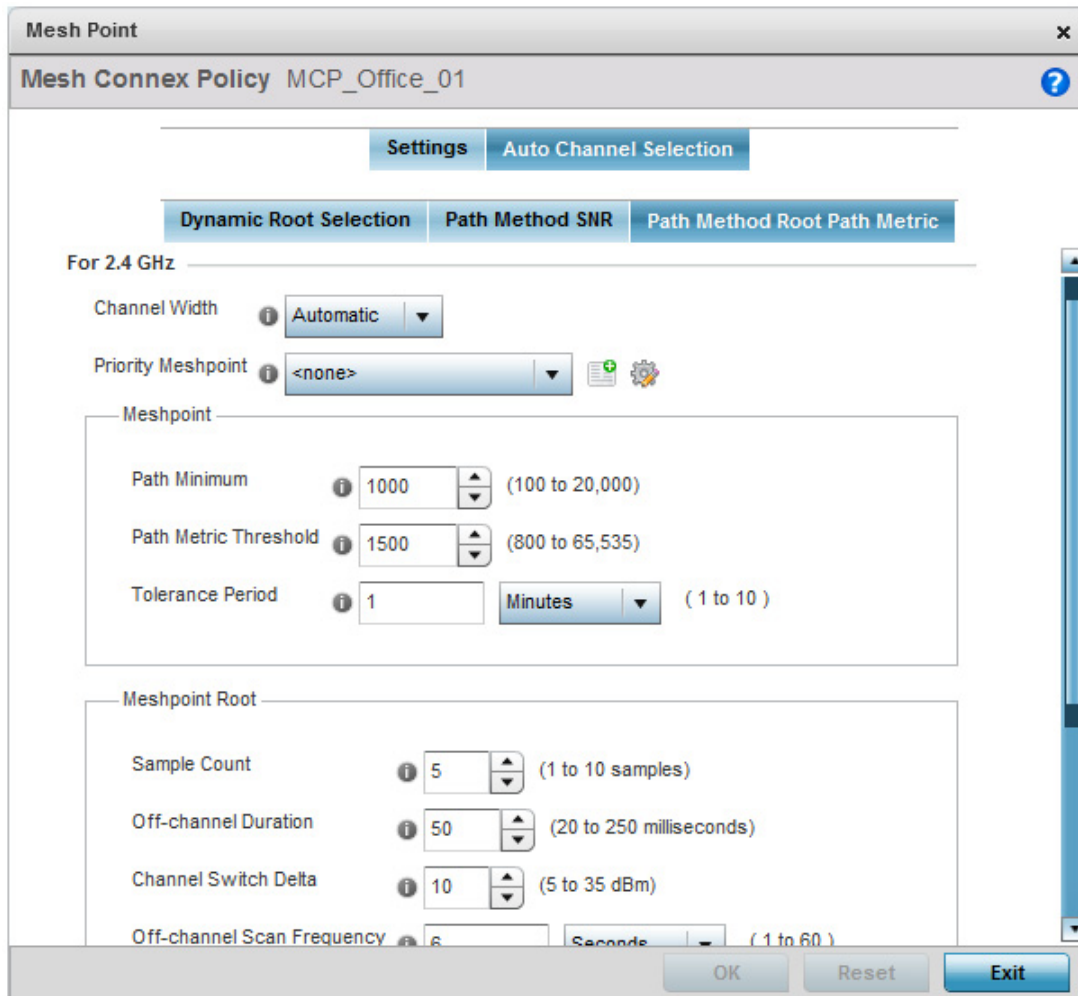 Mesh Point
Mesh Connex Policy MCP_Office_01
Settings Auto Channel Selection
Dynamic Root Selection Path Method SNR Path Method Root Path Metric
For 2.4 GHz
Channel Width Automatic
Priority Meshpoint <none>
Meshpoint
Path Minimum 1000 (100 to 20,000)
Path Metric Threshold 1500 (800 to 65,535)
Tolerance Period 1 Minutes ( 1 to 10 )
Meshpoint Root
Sample Count 5 (1 to 10 samples)
Off-channel Duration 50 (20 to 250 milliseconds)
Channel Switch Delta 10 (5 to 35 dBm)
Off-channel Scan Frequency 6 Seconds ( 1 to 60 )
OK Reset Exit